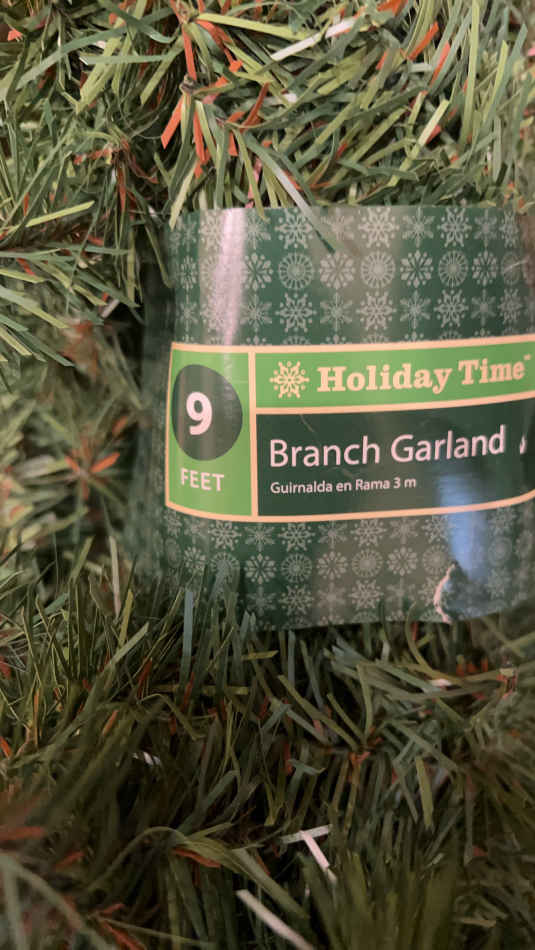 Holiday Time™
9
FEET
Branch Garland
Guirnalda en Rama 3 m